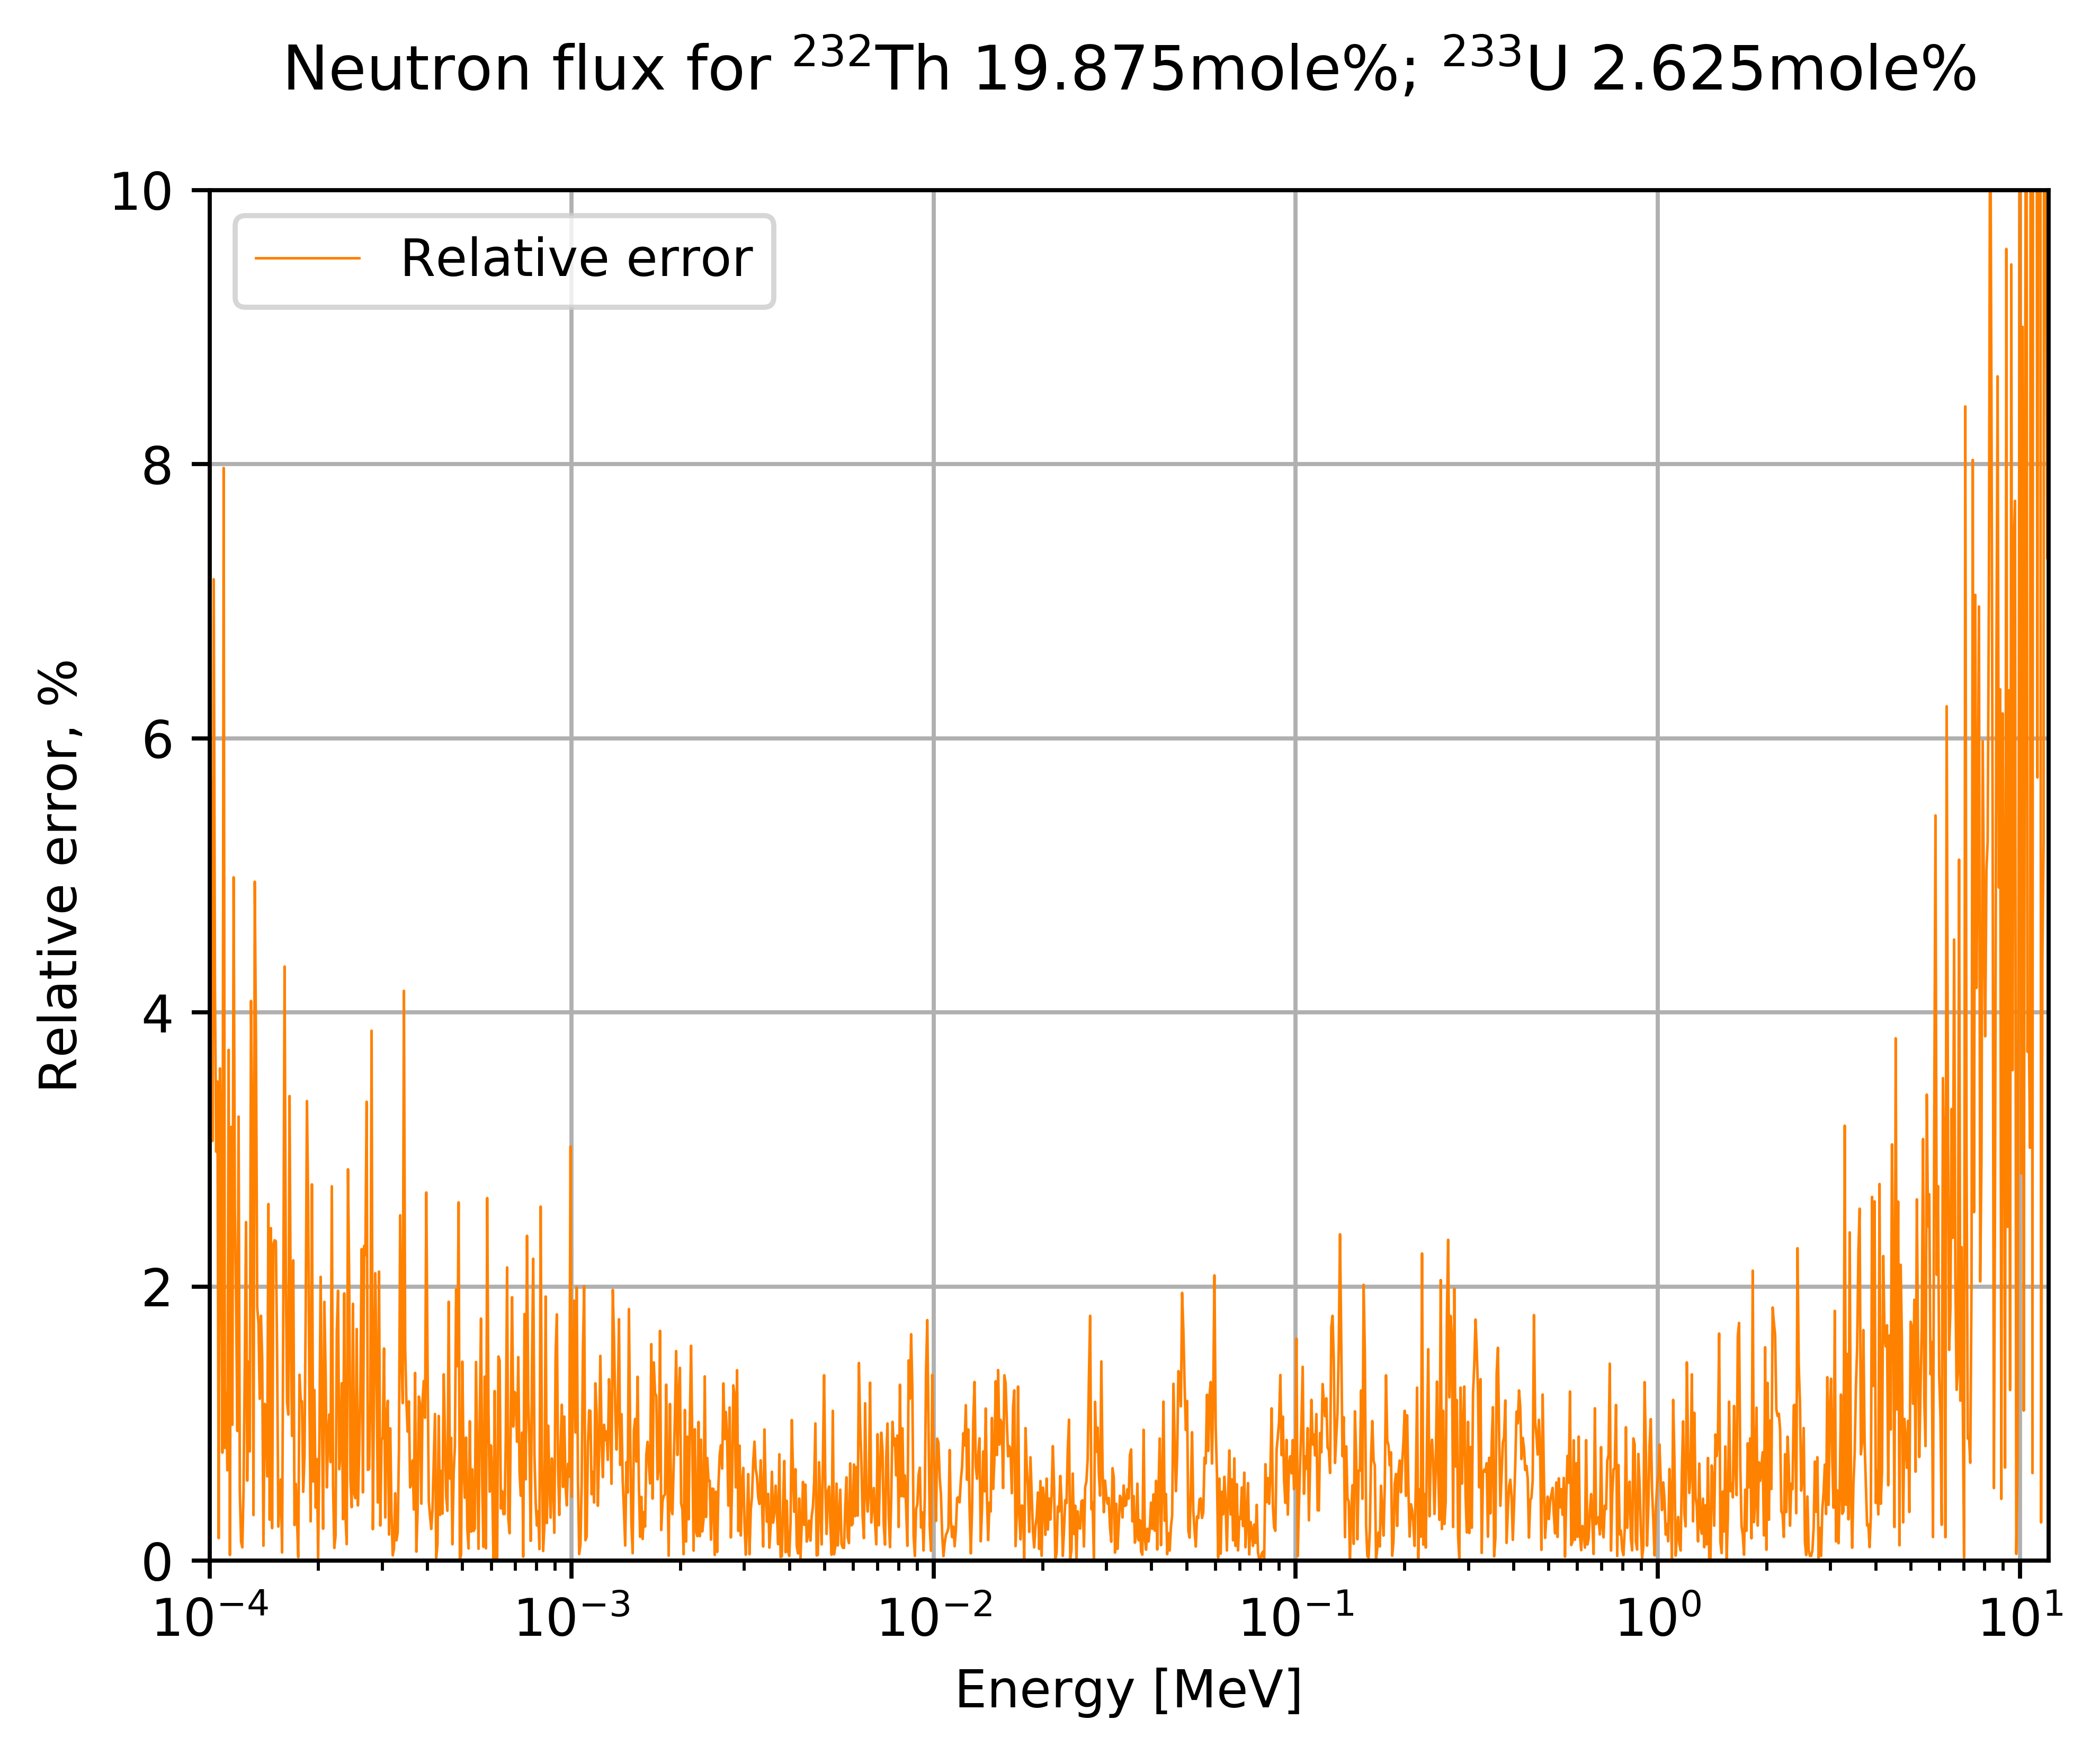 Neutron flux for ²³²Th 19.875mole%; ²³³U 2.625mole%
Relative error
Relative error, %
10
8
6
4
2
0
10⁻⁴ 10⁻³ 10⁻² 10⁻¹ 10⁰ 10¹
Energy [MeV]